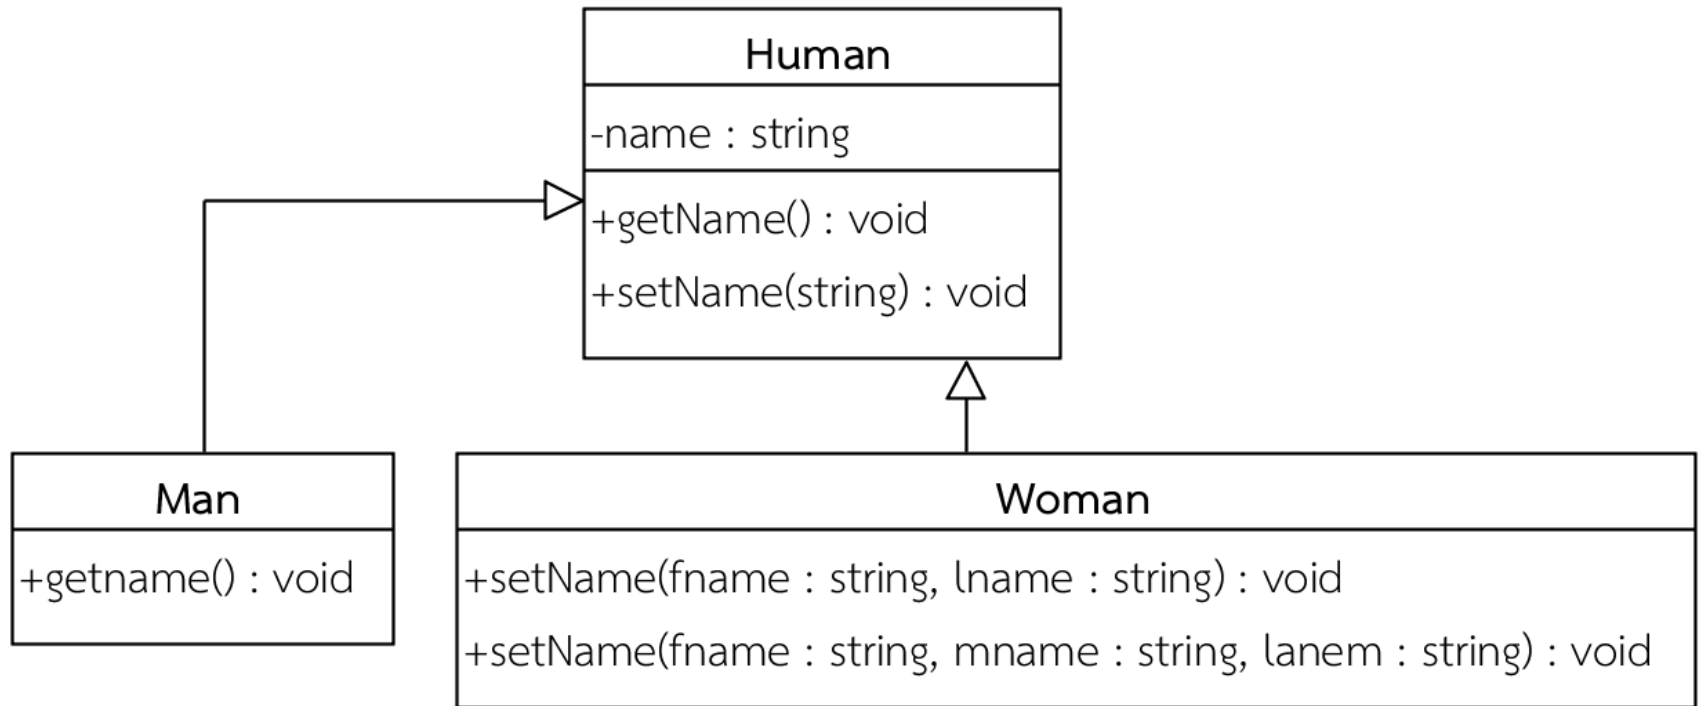 Human
-name : string
+getName() : void
+setName(string) : void
Man
+getname() : void
Woman
+setName(fname : string, lname : string) : void
+setName(fname : string, mname : string, lanem : string) : void